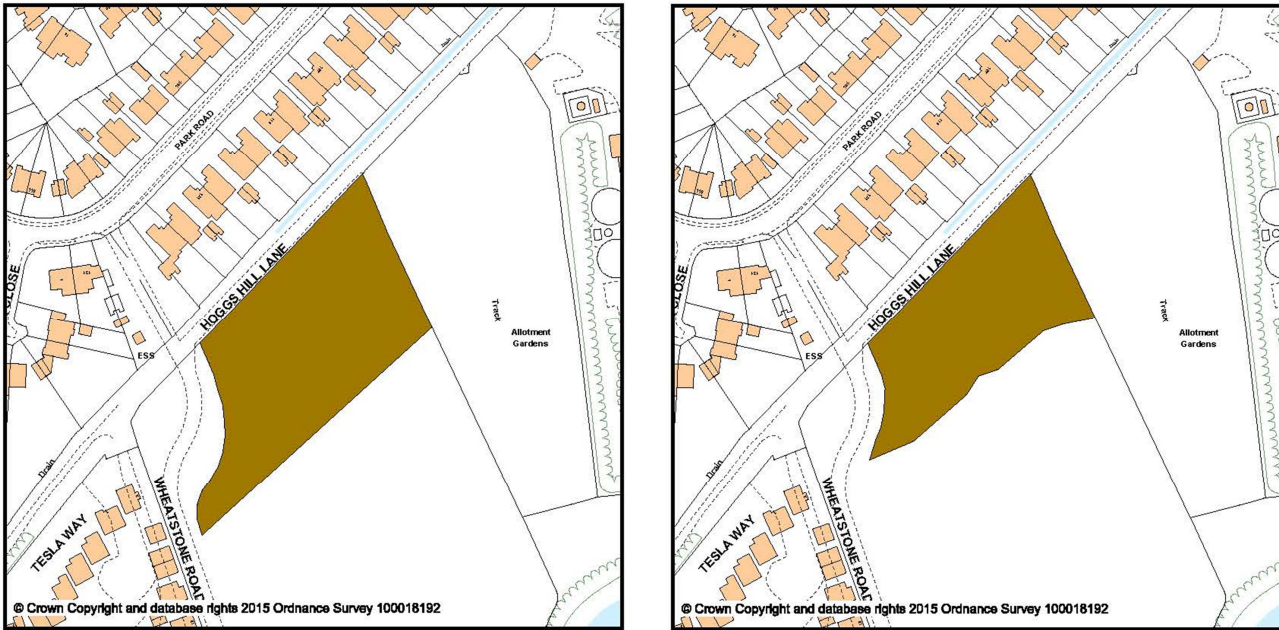 Drain
PARK ROAD
HOGGS HILL LANE
CLOSE
ESS
Track
Allotment
Gardens
Drain
TESLA WAY
WHEATSTONE ROAD
© Crown Copyright and database rights 2015 Ordnance Survey 100018192
Drain
PARK ROAD
HOGGS HILL LANE
CLOSE
ESS
Track
Allotment
Gardens
Drain
TESLA WAY
WHEATSTONE ROAD
© Crown Copyright and database rights 2015 Ordnance Survey 100018192